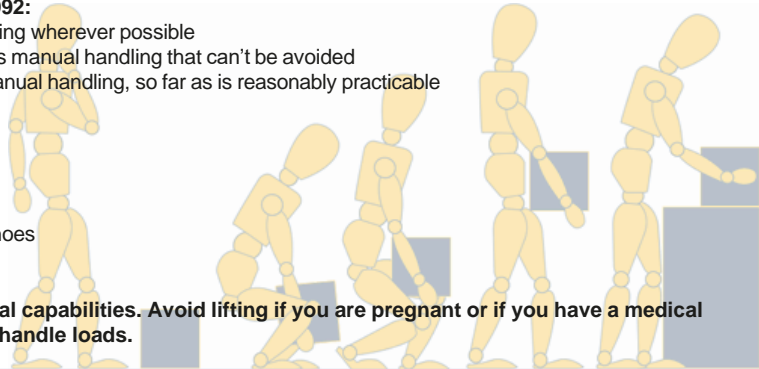 992:
ing wherever possible
s manual handling that can't be avoided
anual handling, so far as is reasonably practicable
hoes
al capabilities. Avoid lifting if you are pregnant or if you have a medical
handle loads.